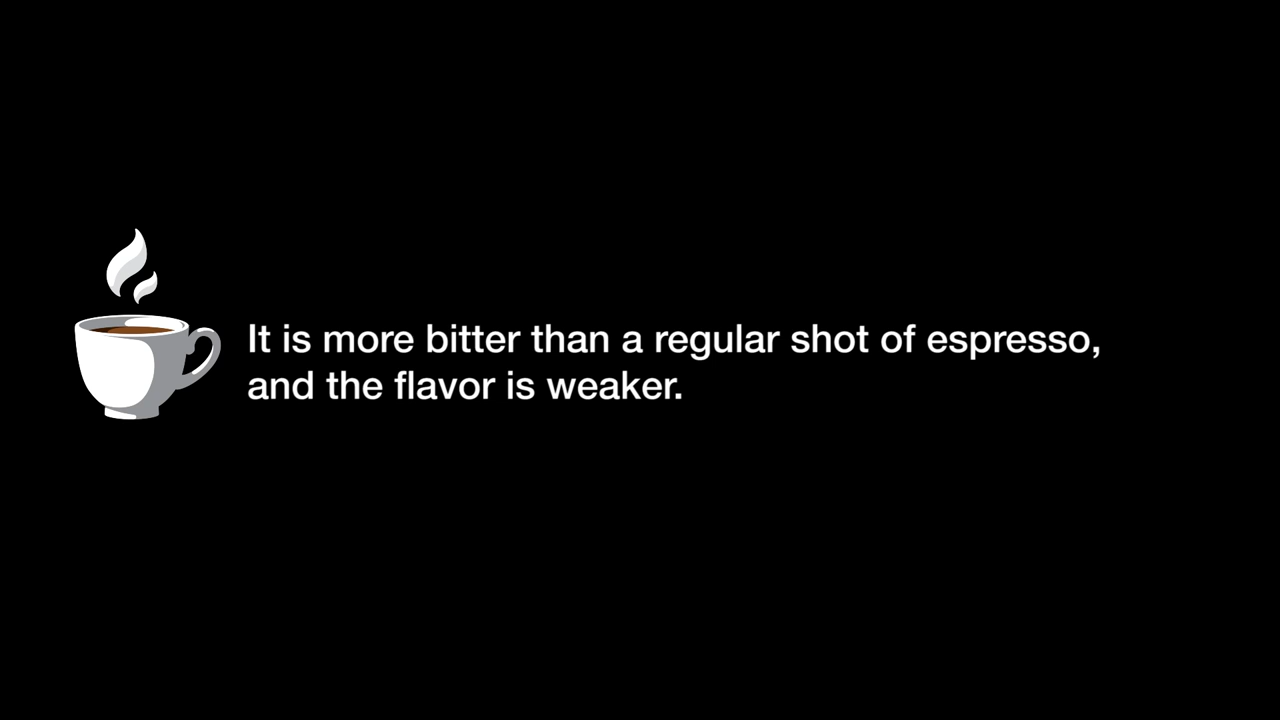 It is more bitter than a regular shot of espresso,
and the flavor is weaker.